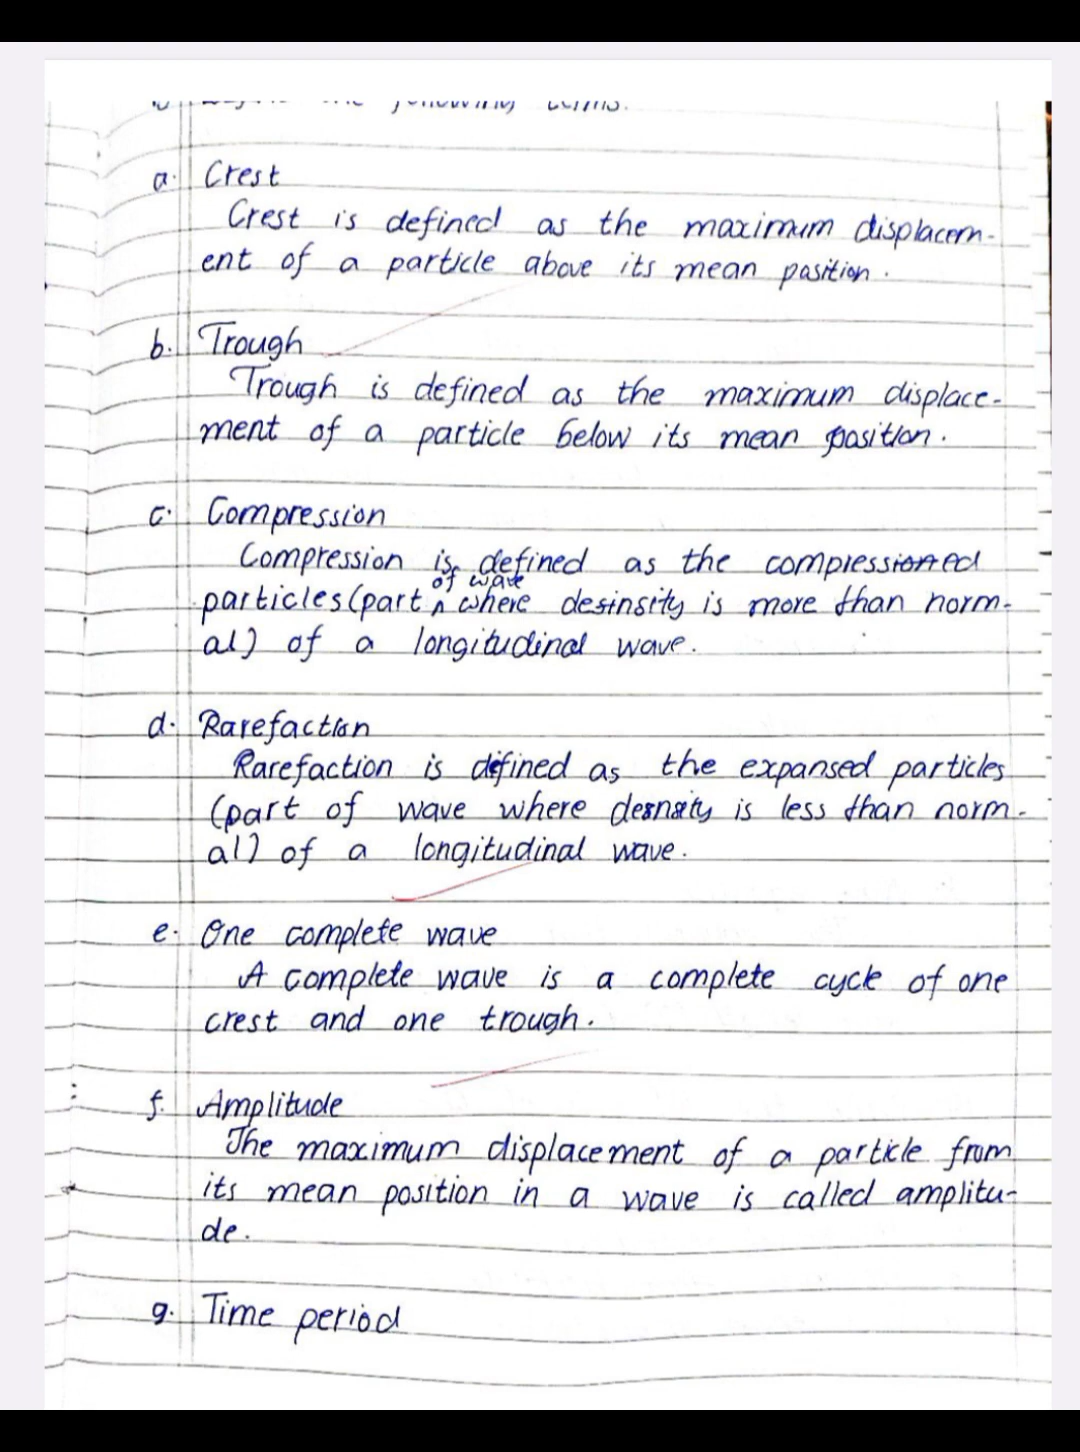 following terms.
a. Crest
Crest is defined as the maximum displacem-
ent of a particle above its mean position.
b. Trough
Trough is defined as the maximum displace-
ment of a particle below its mean position.
c. Compression
Compression is defined as the compressioned
of wave
particles (part ^ where desinsity is more than norm-
al) of a longitudinal wave.
d. Rarefaction
Rarefaction is difined as the expansed particles
(part of wave where is less than norm-
al) of a longitudinal wave.
e. One complete wave
A complete wave is a complete cycle of one
crest and one trough.
f. Amplitude
The maximum displacement of a particle from
its mean position in a wave is called amplitu-
de.
g. Time period